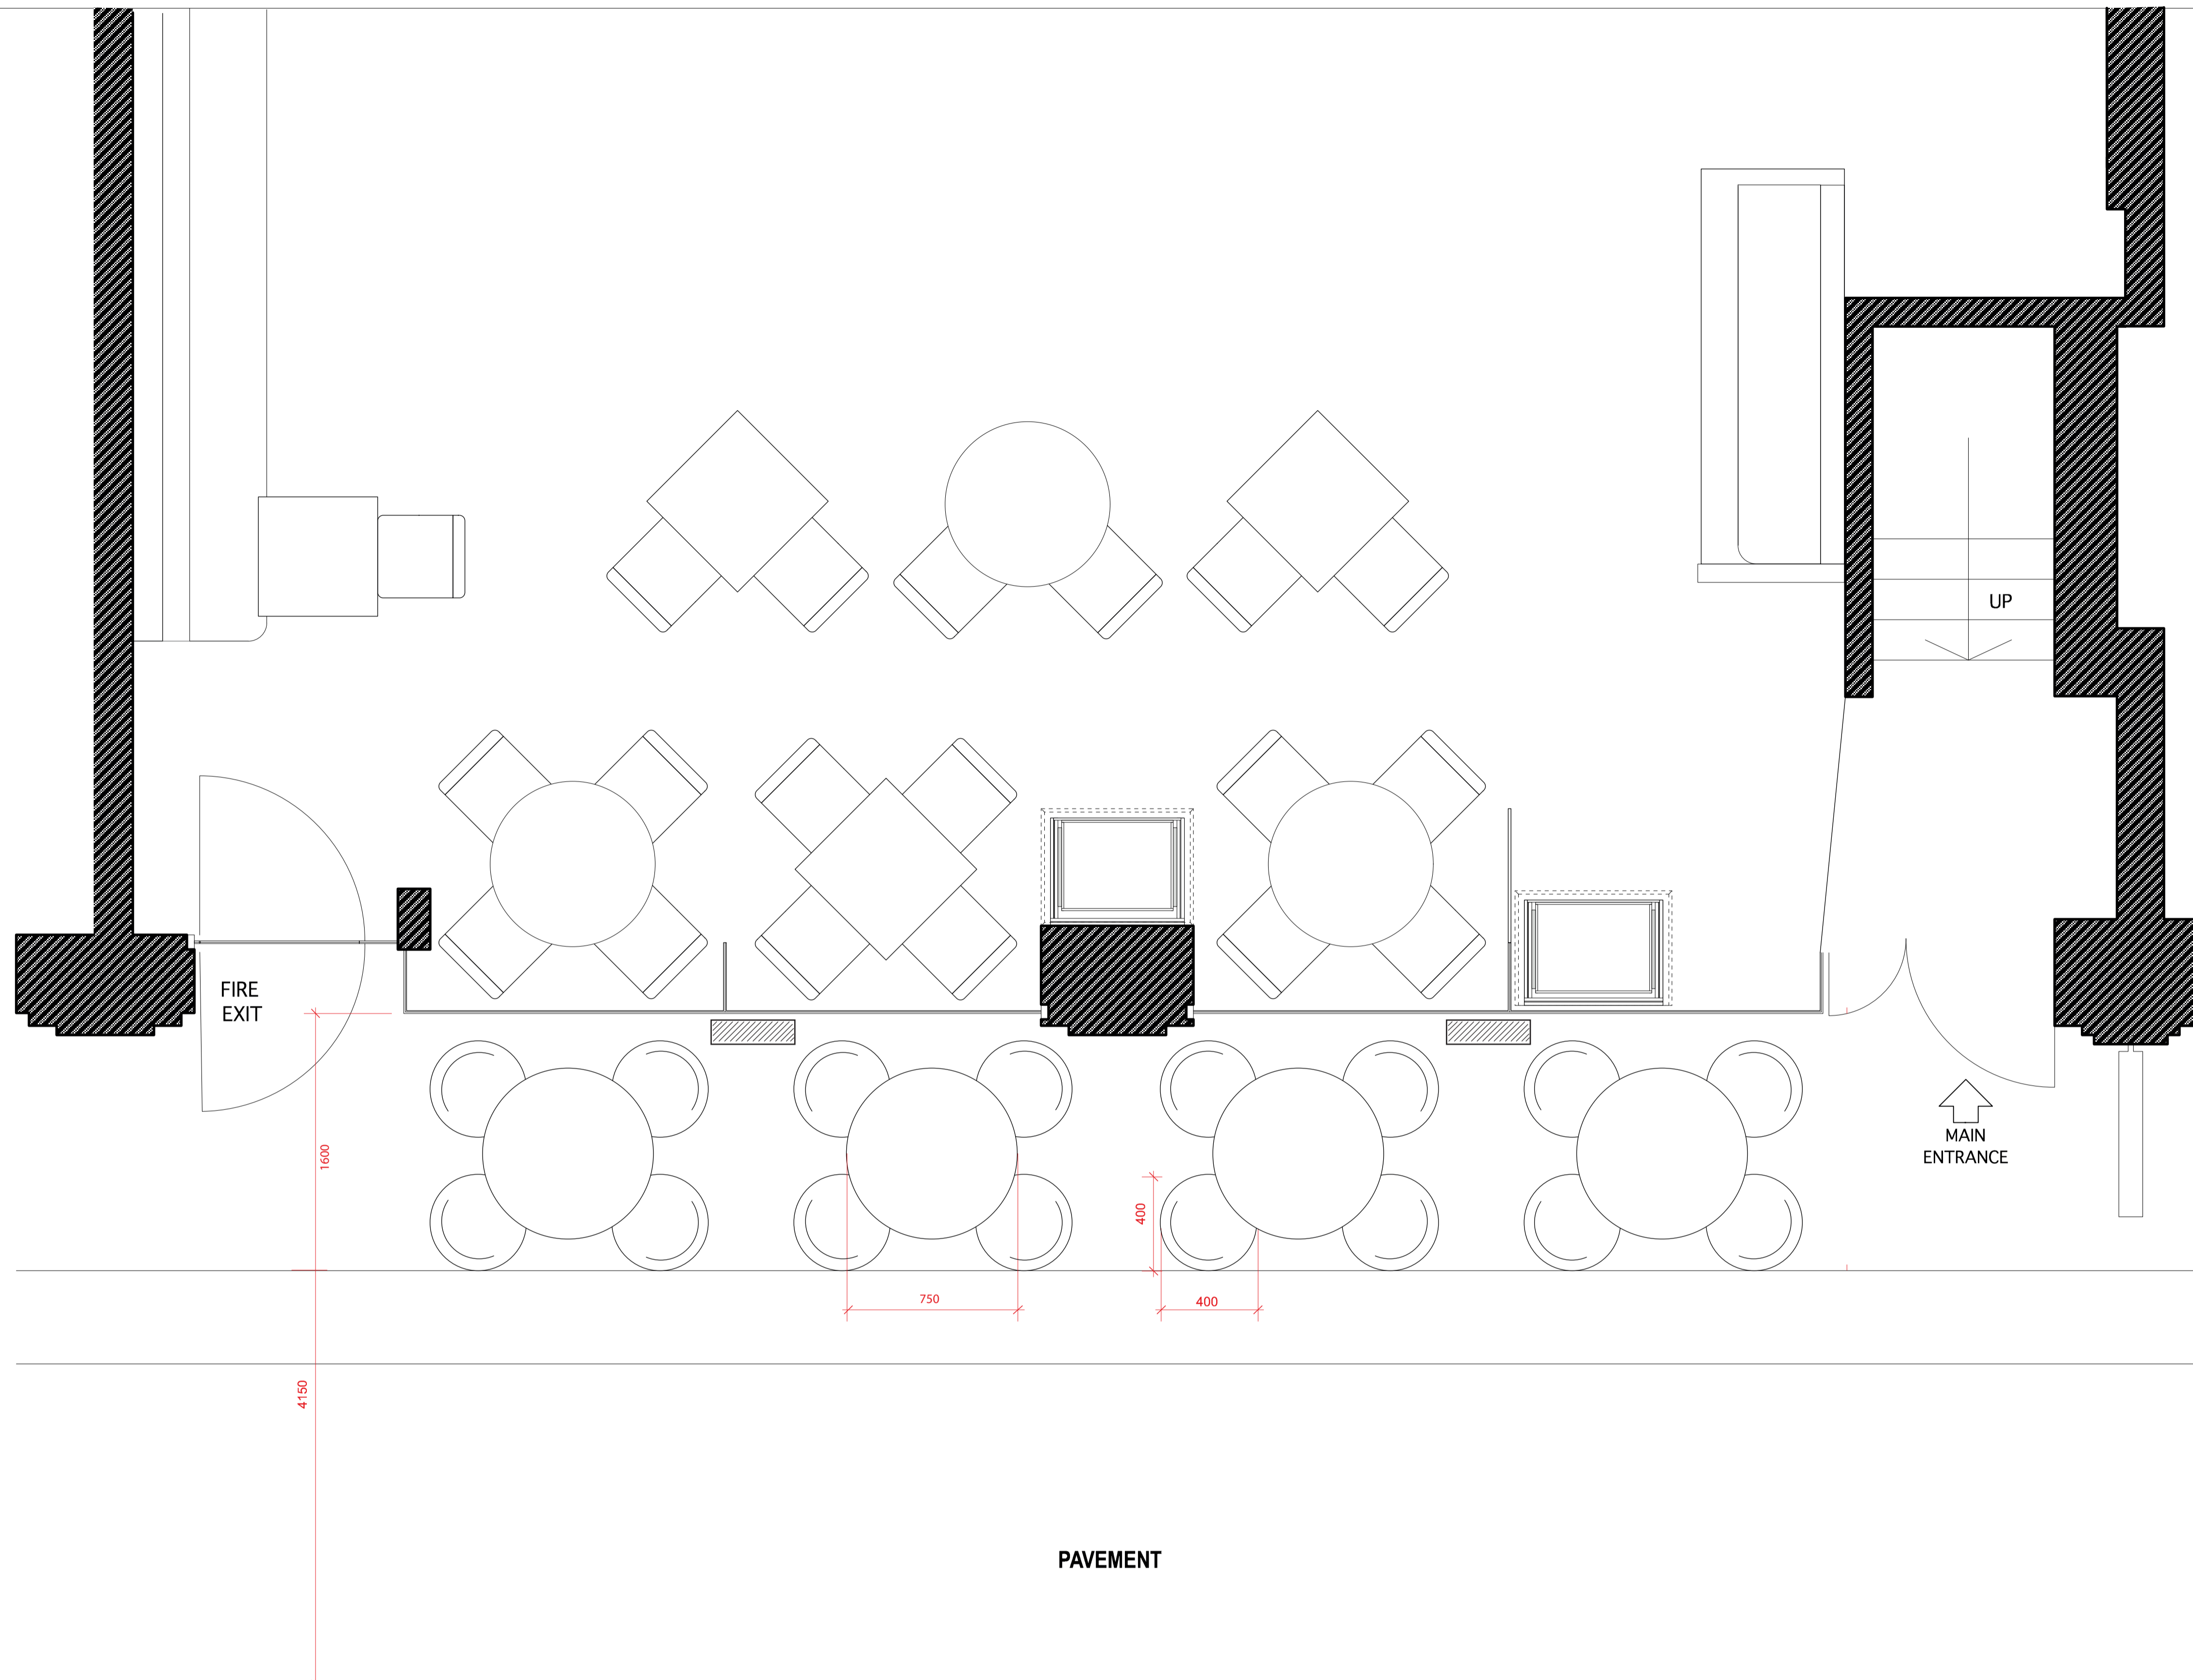 UP
FIRE
EXIT
MAIN
ENTRANCE
1600
400
750
400
4150
PAVEMENT